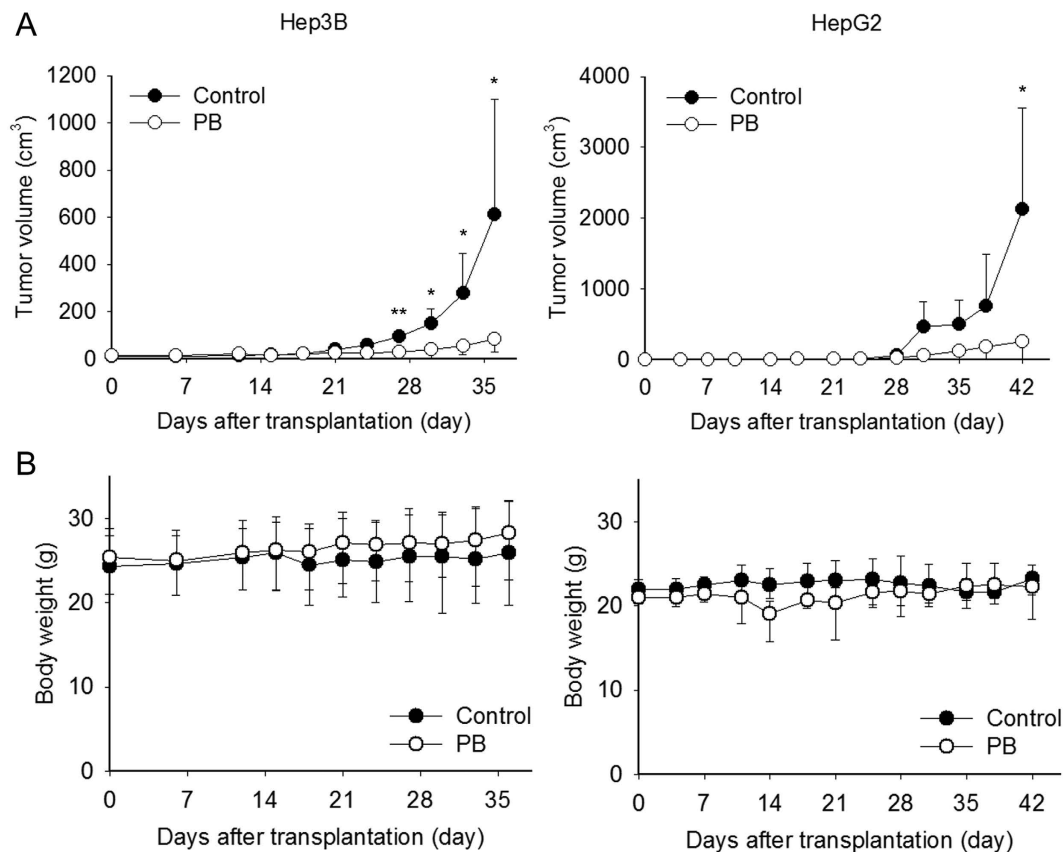 A
Hep3B
HepG2
Tumor volume (cm³)
1200
1000
800
600
400
200
0
Control
PB
*
*
*
**
0 7 14 21 28 35
Days after transplantation (day)
Tumor volume (cm³)
4000
3000
2000
1000
0
Control
PB
*
0 7 14 21 28 35 42
Days after transplantation (day)
B
Body weight (g)
30
20
10
0
Control
PB
0 7 14 21 28 35
Days after transplantation (day)
Body weight (g)
30
20
10
0
Control
PB
0 7 14 21 28 35 42
Days after transplantation (day)